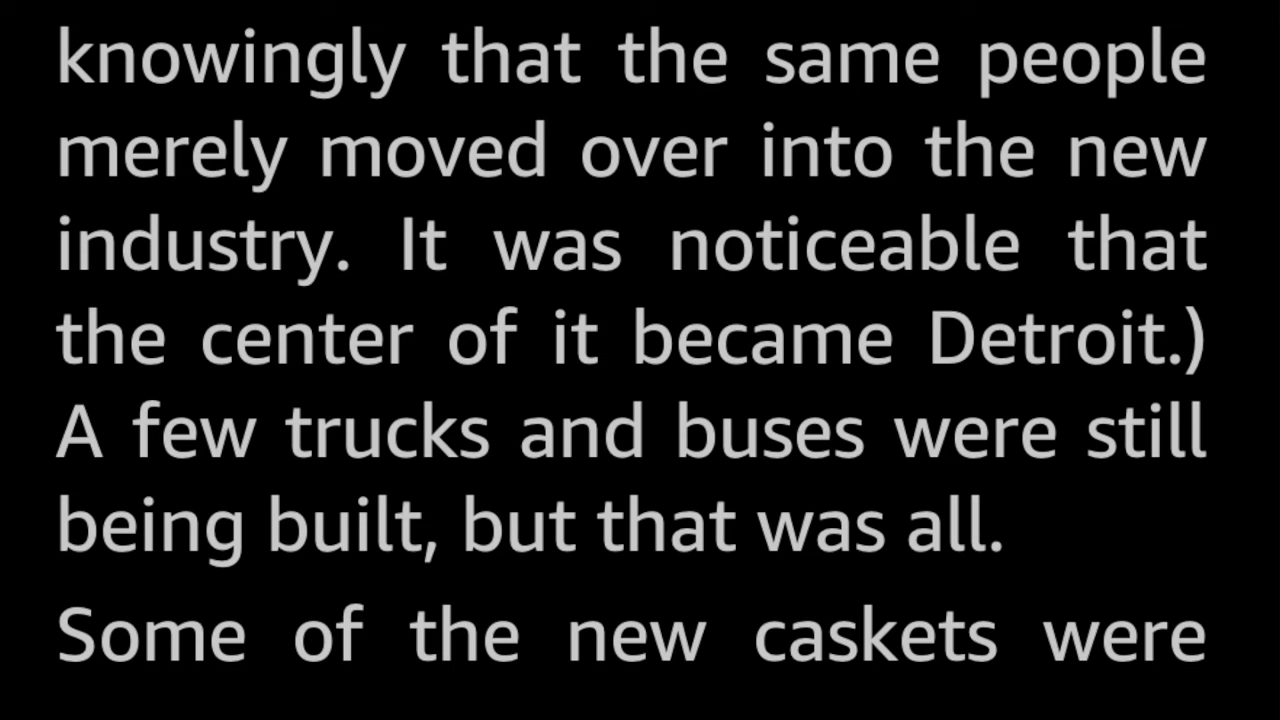 knowingly that the same people
merely moved over into the new
industry. It was noticeable that
the center of it became Detroit.)
A few trucks and buses were still
being built, but that was all.
Some of the new caskets were